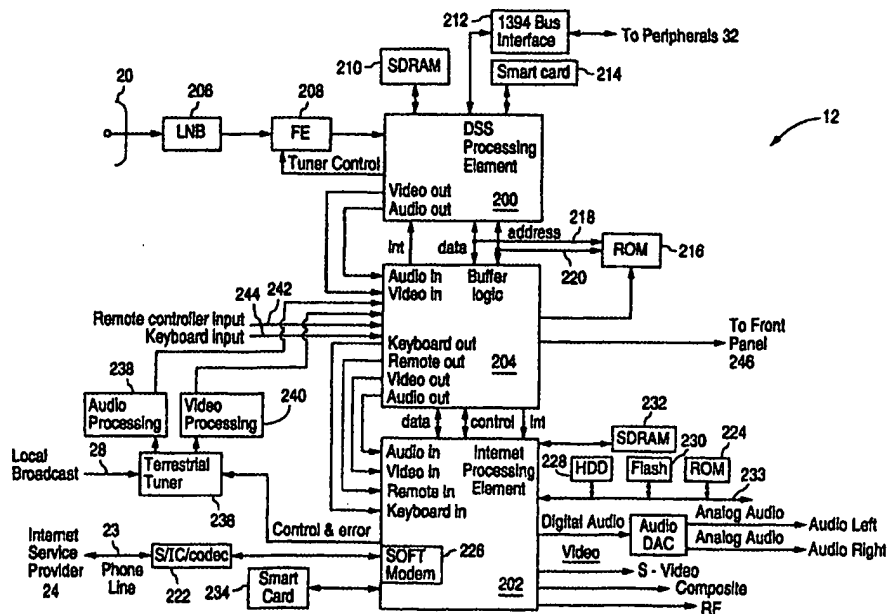 212
1394 Bus
Interface
To Peripherals 32
210
SDRAM
Smart card
214
20
206
208
12
LNB
FE
DSS
Processing
Element
Tuner Control
Video out
Audio out
200
218
address
Int
data
ROM
216
220
Audio in
Video in
Buffer
logic
244
242
Remote controller input
Keyboard input
To Front
Panel
246
Keyboard out
Remote out
Video out
Audio out
204
238
Audio
Processing
Video
Processing
240
data
control
Int
232
SDRAM
230
224
228
HDD
Flash
ROM
233
Local
Broadcast
28
Terrestrial
Tuner
236
Audio in
Video in
Remote in
Keyboard in
Internet
Processing
Element
Control & error
Digital Audio
Audio
DAC
Analog Audio
Analog Audio
Audio Left
Audio Right
Internet
Service
Provider
24
23
Phone
Line
S/IC/codec
222
SOFT
Modem
226
Video
S - Video
234
Smart
Card
202
Composite
RF